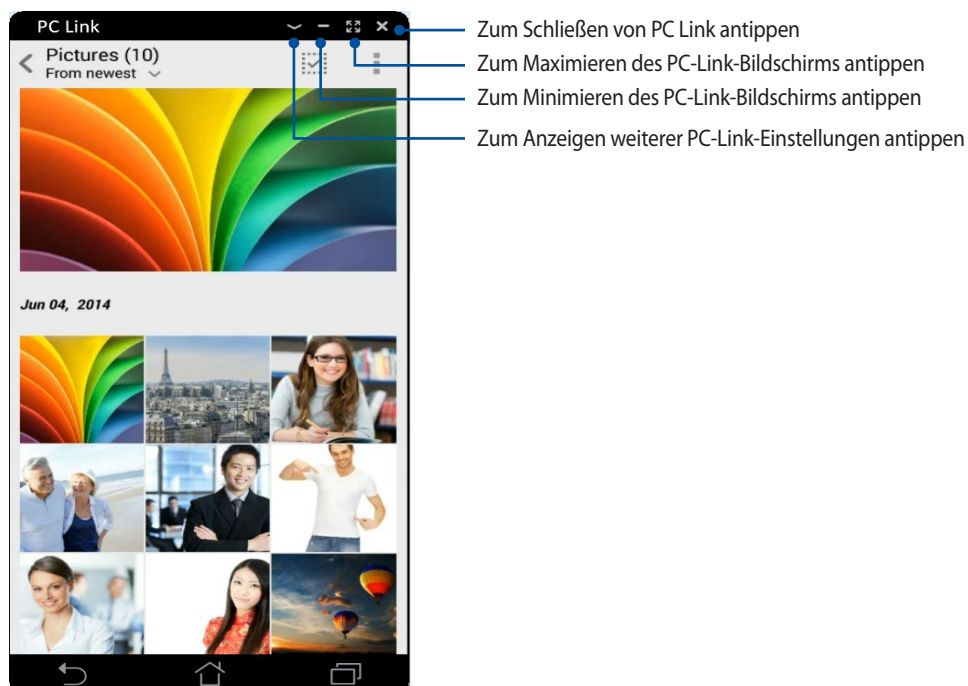 PC Link
Pictures (10)
From newest
Jun 04, 2014
Zum Schließen von PC Link antippen
Zum Maximieren des PC-Link-Bildschirms antippen
Zum Minimieren des PC-Link-Bildschirms antippen
Zum Anzeigen weiterer PC-Link-Einstellungen antippen